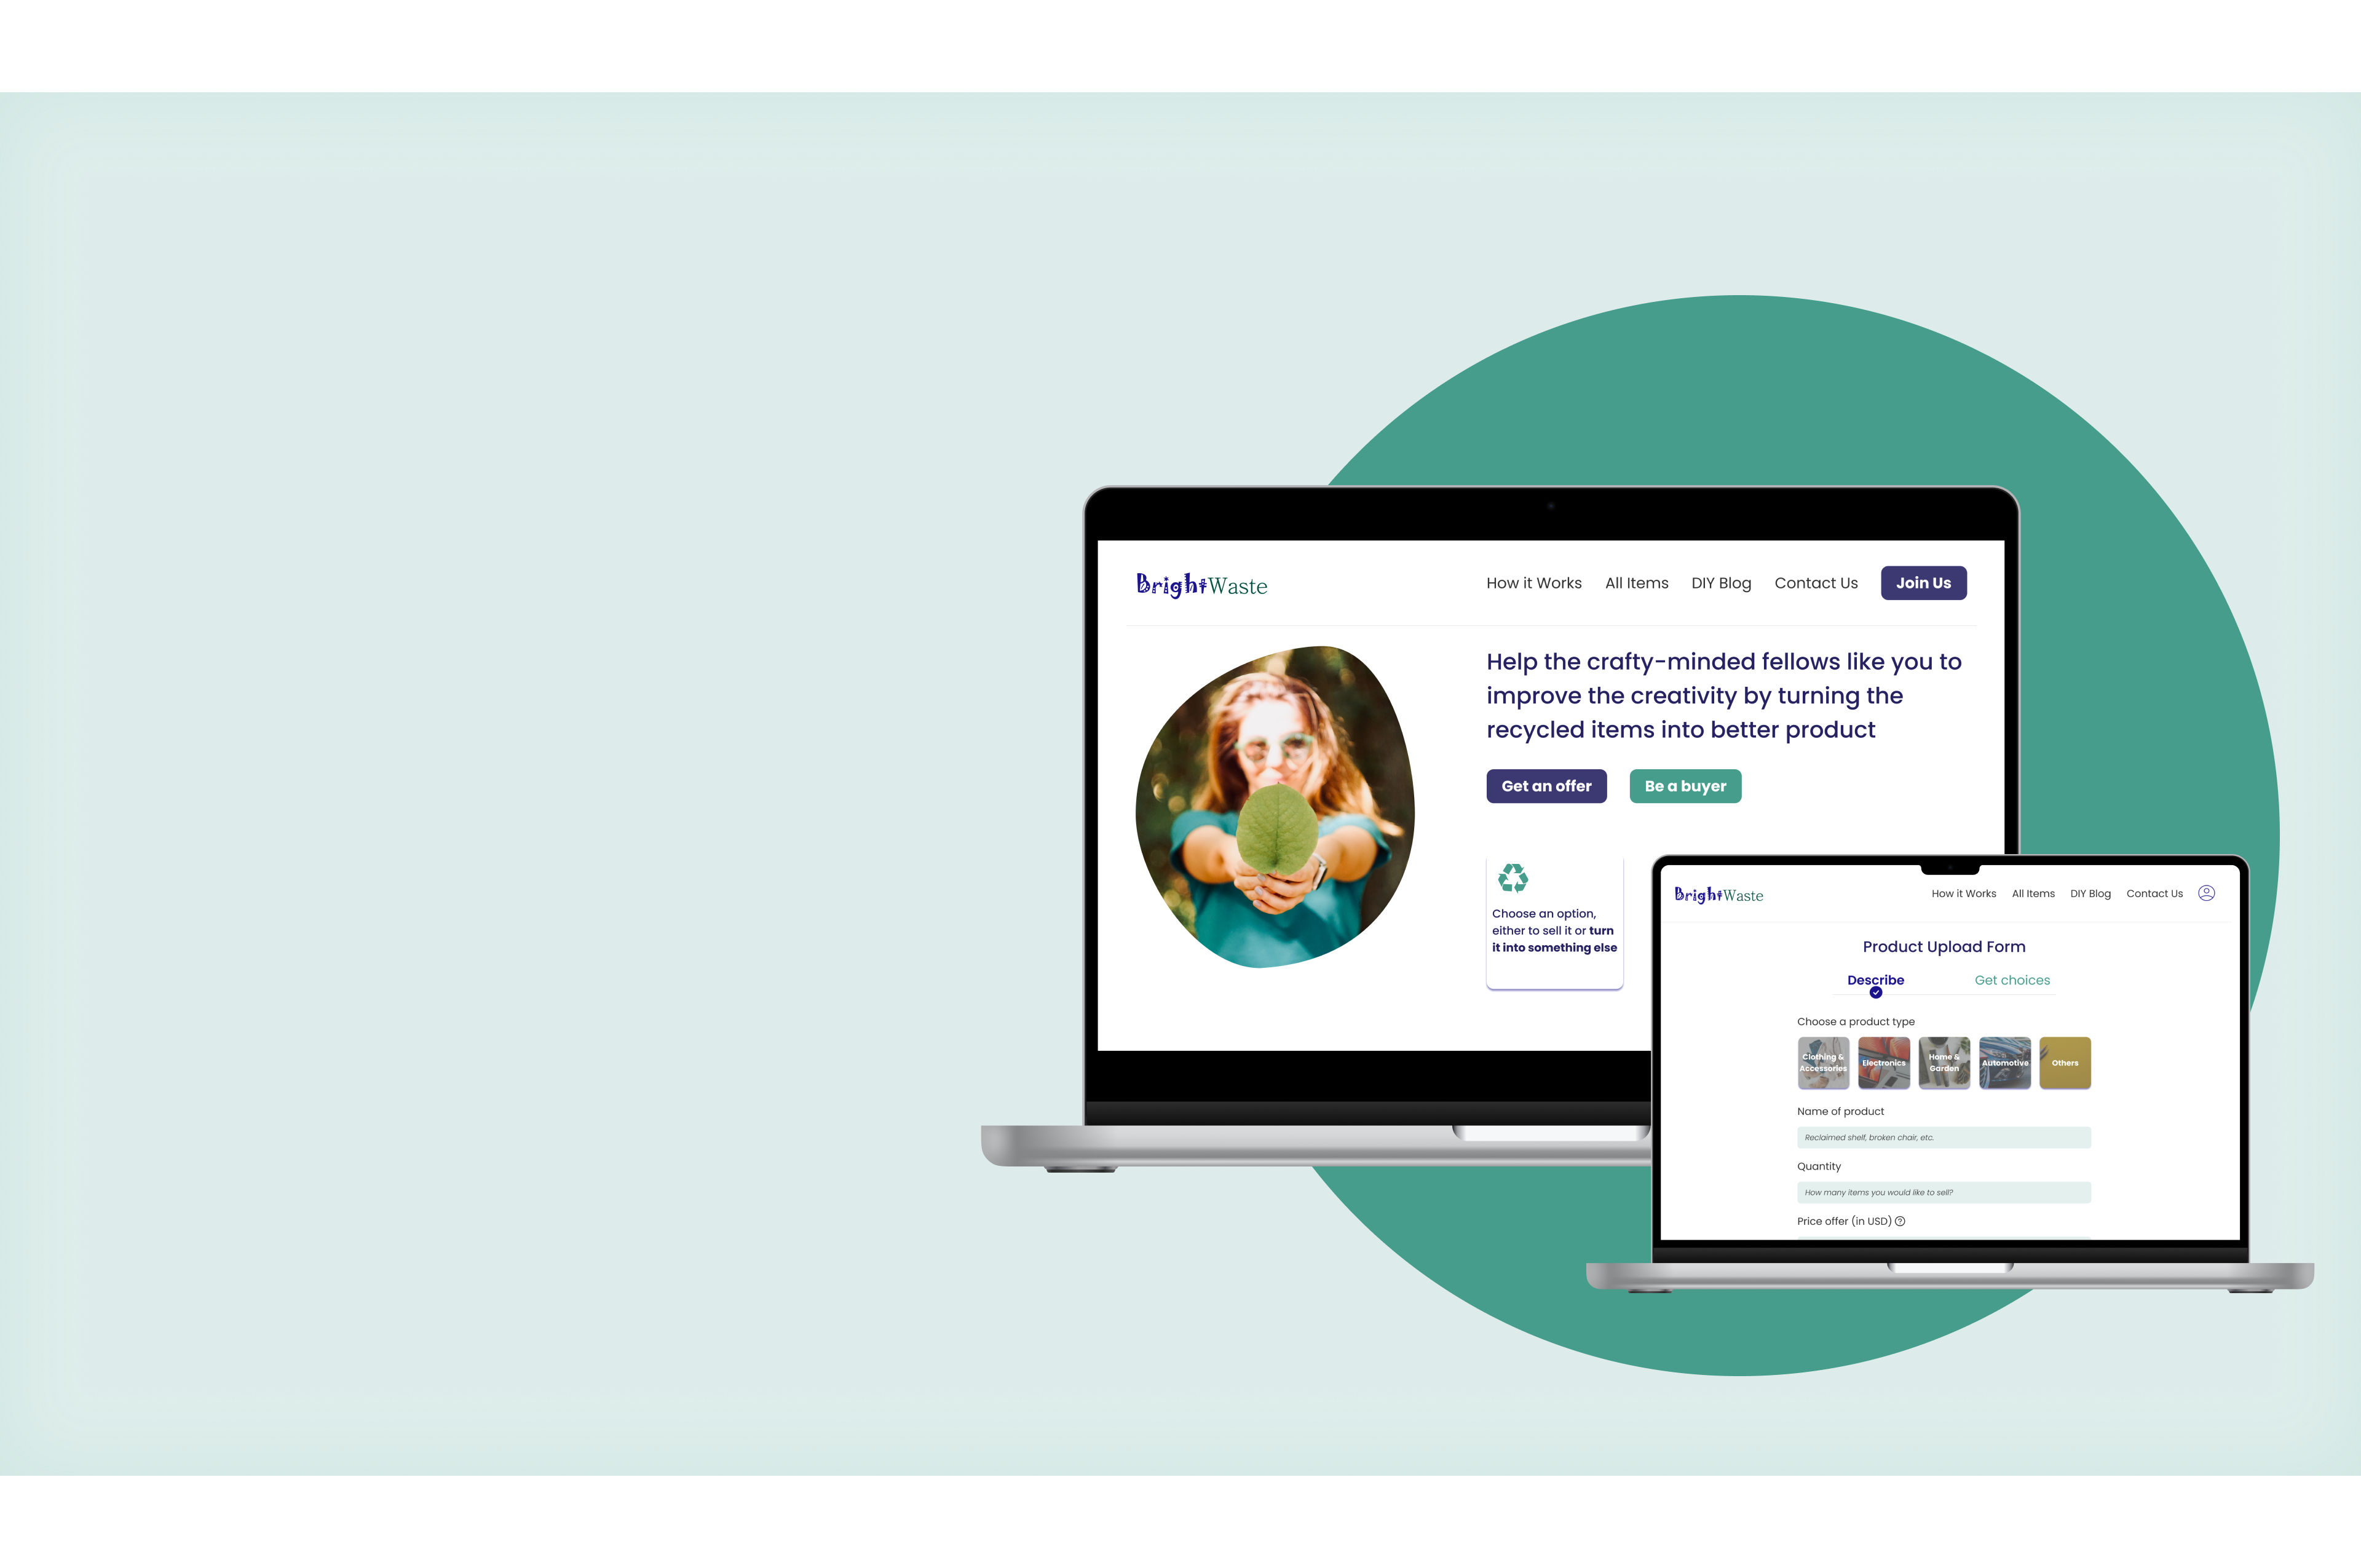 BrightWaste
How it Works All Items DIY Blog Contact Us Join Us
Help the crafty-minded fellows like you to
improve the creativity by turning the
recycled items into better product
Get an offer Be a buyer
Choose an option,
either to sell it or turn
it into something else
BrightWaste
How it Works All Items DIY Blog Contact Us
Product Upload Form
Describe Get choices
Choose a product type
Clothing &
Accessories
Electronics
Home &
Garden
Automotive
Others
Name of product
Reclaimed shelf, broken chair, etc.
Quantity
How many items you would like to sell?
Price offer (in USD)